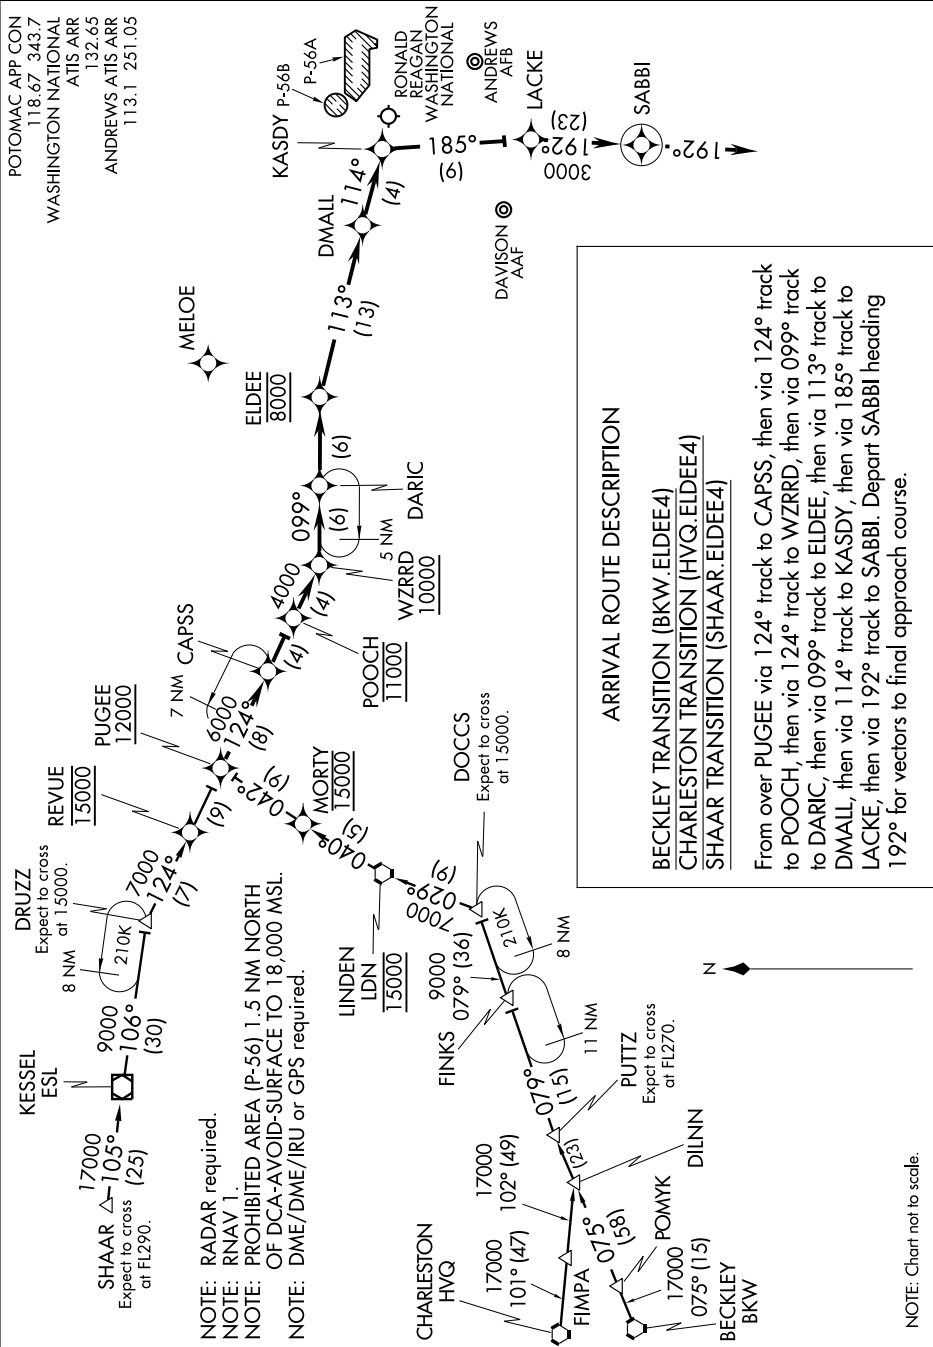 POTOMAC APP CON
118.67 343.7
WASHINGTON NATIONAL
ATIS ARR
132.65
ANDREWS ATIS ARR
113.1 251.05
SHAAR
Expect to cross
at FL290.
17000
105°
(25)
KESSEL
ESL
9000
106°
(30)
8 NM
210K
DRUZZ
Expect to cross
at 15000.
7000
124°
(7)
REVUE
15000
(9)
PUGEE
12000
6000
124°
(8)
7 NM
CAPSS
(4)
POOCH
11000
4000
(4)
WZRRD
10000
5 NM
099°
(6)
DARIC
(6)
ELDEE
8000
MELOE
113°
(13)
DMALL
114°
(4)
KASDY
P-56B
P-56A
RONALD
REAGAN
WASHINGTON
NATIONAL
ANDREWS
AFB
185°
(9)
DAVISON
AAF
LACKE
192°
(23)
3000
SABBI
192°
NOTE: RADAR required.
NOTE: RNAV 1.
NOTE: PROHIBITED AREA (P-56) 1.5 NM NORTH
OF DCA-AVOID-SURFACE TO 18,000 MSL.
NOTE: DME/DME/IRU or GPS required.
CHARLESTON
HVQ
17000
101° (47)
FIMPA
17000
102° (49)
BECKLEY
BKW
17000
075° (15)
POMYK
075°
(58)
DILNN
(23)
PUTTZ
Expct to cross
at FL270.
079°
(15)
11 NM
FINKS
9000
079° (36)
210K
8 NM
DOCCS
Expect to cross
at 15000.
7000
029°
(9)
LINDEN
LDN
15000
040°
(5)
MORTY
15000
042°
(9)
N
ARRIVAL ROUTE DESCRIPTION
BECKLEY TRANSITION (BKW.ELDEE4)
CHARLESTON TRANSITION (HVQ.ELDEE4)
SHAAR TRANSITION (SHAAR.ELDEE4)
From over PUGEE via 124° track to CAPSS, then via 124° track
to POOCH, then via 124° track to WZRRD, then via 099° track
to DARIC, then via 099° track to ELDEE, then via 113° track to
DMALL, then via 114° track to KASDY, then via 185° track to
LACKE, then via 192° track to SABBI. Depart SABBI heading
192° for vectors to final approach course.
NOTE: Chart not to scale.